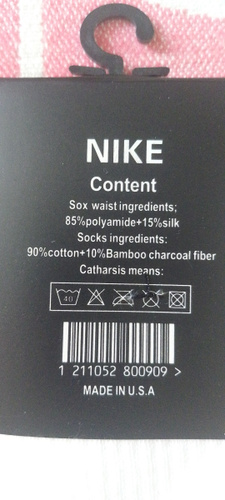 NIKE
Content
Sox waist ingredients;
85%polyamide+15%silk
Socks ingredients:
90%cotton+10%Bamboo charcoal fiber
Catharsis means:
40
1 211052 800909 >
MADE IN U.S.A